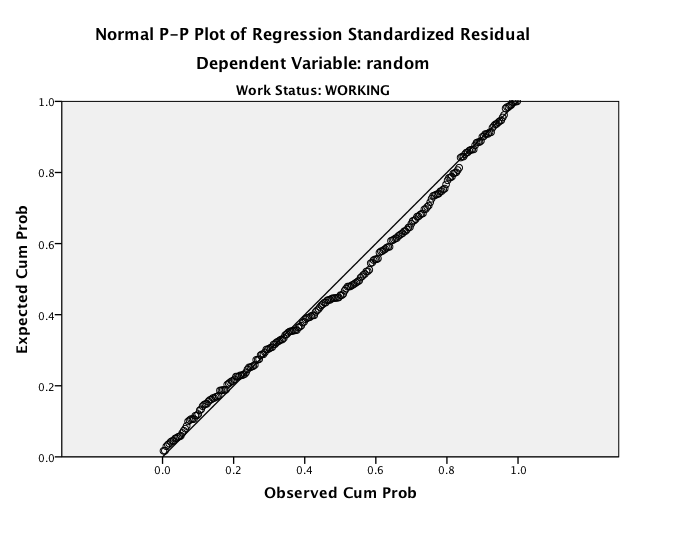 Normal P-P Plot of Regression Standardized Residual
Dependent Variable: random
Work Status: WORKING
1.0
0.8
0.6
0.4
0.2
0.0
Expected Cum Prob
0.0 0.2 0.4 0.6 0.8 1.0
Observed Cum Prob